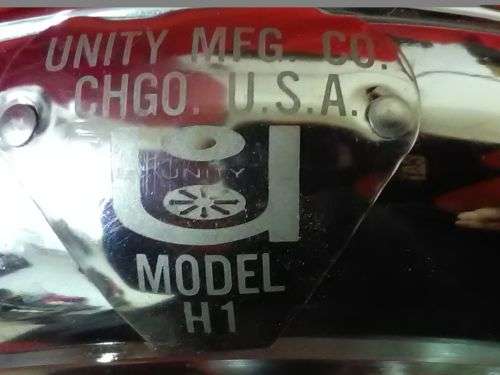 UNITY MFG. CO.
CHGO. U.S.A.
UNITY
MODEL
H1